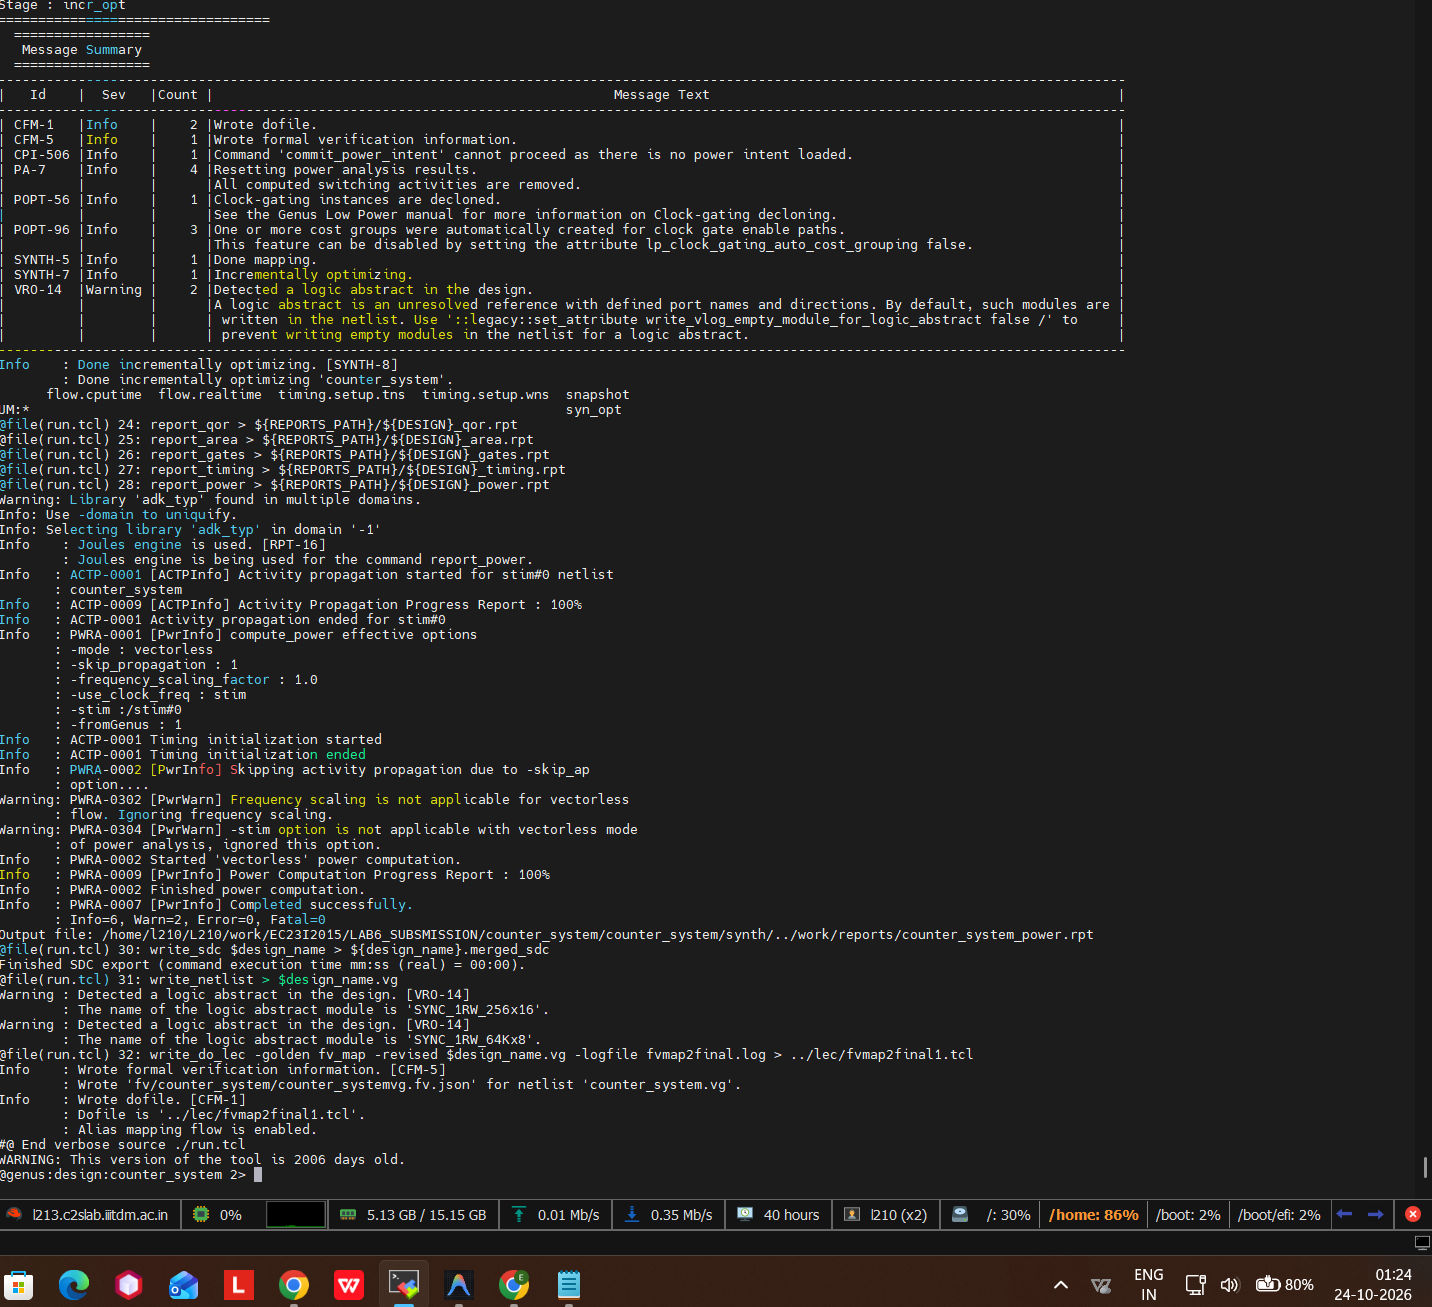 Stage : incr_opt
==================================
=================
Message Summary
=================
--------------------------------------------------------------------------------------------------------------------------------------------
| Id | Sev |Count | Message Text |
--------------------------------------------------------------------------------------------------------------------------------------------
| CFM-1 |Info | 2 |Wrote dofile. |
| CFM-5 |Info | 1 |Wrote formal verification information. |
| CPI-506 |Info | 1 |Command 'commit_power_intent' cannot proceed as there is no power intent loaded. |
| PA-7 |Info | 4 |Resetting power analysis results. |
| | | |All computed switching activities are removed. |
| POPT-56 |Info | 1 |Clock-gating instances are decloned. |
| | | |See the Genus Low Power manual for more information on Clock-gating decloning. |
| POPT-96 |Info | 3 |One or more cost groups were automatically created for clock gate enable paths. |
| | | |This feature can be disabled by setting the attribute lp_clock_gating_auto_cost_grouping false. |
| SYNTH-5 |Info | 1 |Done mapping. |
| SYNTH-7 |Info | 1 |Incrementally optimizing. |
| VRO-14 |Warning | 2 |Detected a logic abstract in the design. |
| | | |A logic abstract is an unresolved reference with defined port names and directions. By default, such modules are |
| | | | written in the netlist. Use '::legacy::set_attribute write_vlog_empty_module_for_logic_abstract false /' to |
| | | | prevent writing empty modules in the netlist for a logic abstract. |
--------------------------------------------------------------------------------------------------------------------------------------------
Info : Done incrementally optimizing. [SYNTH-8]
: Done incrementally optimizing 'counter_system'.
flow.cputime flow.realtime timing.setup.tns timing.setup.wns snapshot
UM:* syn_opt
@file(run.tcl) 24: report_qor > ${REPORTS_PATH}/${DESIGN}_qor.rpt
@file(run.tcl) 25: report_area > ${REPORTS_PATH}/${DESIGN}_area.rpt
@file(run.tcl) 26: report_gates > ${REPORTS_PATH}/${DESIGN}_gates.rpt
@file(run.tcl) 27: report_timing > ${REPORTS_PATH}/${DESIGN}_timing.rpt
@file(run.tcl) 28: report_power > ${REPORTS_PATH}/${DESIGN}_power.rpt
Warning: Library 'adk_typ' found in multiple domains.
Info: Use -domain to uniquify.
Info: Selecting library 'adk_typ' in domain '-1'
Info : Joules engine is used. [RPT-16]
: Joules engine is being used for the command report_power.
Info : ACTP-0001 [ACTPInfo] Activity propagation started for stim#0 netlist
: counter_system
Info : ACTP-0009 [ACTPInfo] Activity Propagation Progress Report : 100%
Info : ACTP-0001 Activity propagation ended for stim#0
Info : PWRA-0001 [PwrInfo] compute_power effective options
: -mode : vectorless
: -skip_propagation : 1
: -frequency_scaling_factor : 1.0
: -use_clock_freq : stim
: -stim :/stim#0
: -fromGenus : 1
Info : ACTP-0001 Timing initialization started
Info : ACTP-0001 Timing initialization ended
Info : PWRA-0002 [PwrInfo] Skipping activity propagation due to -skip_ap
: option....
Warning: PWRA-0302 [PwrWarn] Frequency scaling is not applicable for vectorless
: flow. Ignoring frequency scaling.
Warning: PWRA-0304 [PwrWarn] -stim option is not applicable with vectorless mode
: of power analysis, ignored this option.
Info : PWRA-0002 Started 'vectorless' power computation.
Info : PWRA-0009 [PwrInfo] Power Computation Progress Report : 100%
Info : PWRA-0002 Finished power computation.
Info : PWRA-0007 [PwrInfo] Completed successfully.
: Info=6, Warn=2, Error=0, Fatal=0
Output file: /home/l210/L210/work/EC23I2015/LAB6_SUBSMISSION/counter_system/counter_system/synth/../work/reports/counter_system_power.rpt
@file(run.tcl) 30: write_sdc $design_name > ${design_name}.merged_sdc
Finished SDC export (command execution time mm:ss (real) = 00:00).
@file(run.tcl) 31: write_netlist > $design_name.vg
Warning : Detected a logic abstract in the design. [VRO-14]
: The name of the logic abstract module is 'SYNC_1RW_256x16'.
Warning : Detected a logic abstract in the design. [VRO-14]
: The name of the logic abstract module is 'SYNC_1RW_64Kx8'.
@file(run.tcl) 32: write_do_lec -golden fv_map -revised $design_name.vg -logfile fvmap2final.log > ../lec/fvmap2final1.tcl
Info : Wrote formal verification information. [CFM-5]
: Wrote 'fv/counter_system/counter_systemvg.fv.json' for netlist 'counter_system.vg'.
Info : Wrote dofile. [CFM-1]
: Dofile is '../lec/fvmap2final1.tcl'.
: Alias mapping flow is enabled.
#@ End verbose source ./run.tcl
WARNING: This version of the tool is 2006 days old.
@genus:design:counter_system 2>
l213.c2slab.iiitdm.ac.in 0% 5.13 GB / 15.15 GB 0.01 Mb/s 0.35 Mb/s 40 hours l210 (x2) /: 30% /home: 86% /boot: 2% /boot/efi: 2%
L
E
ENG
IN
80%
01:24
24-10-2026